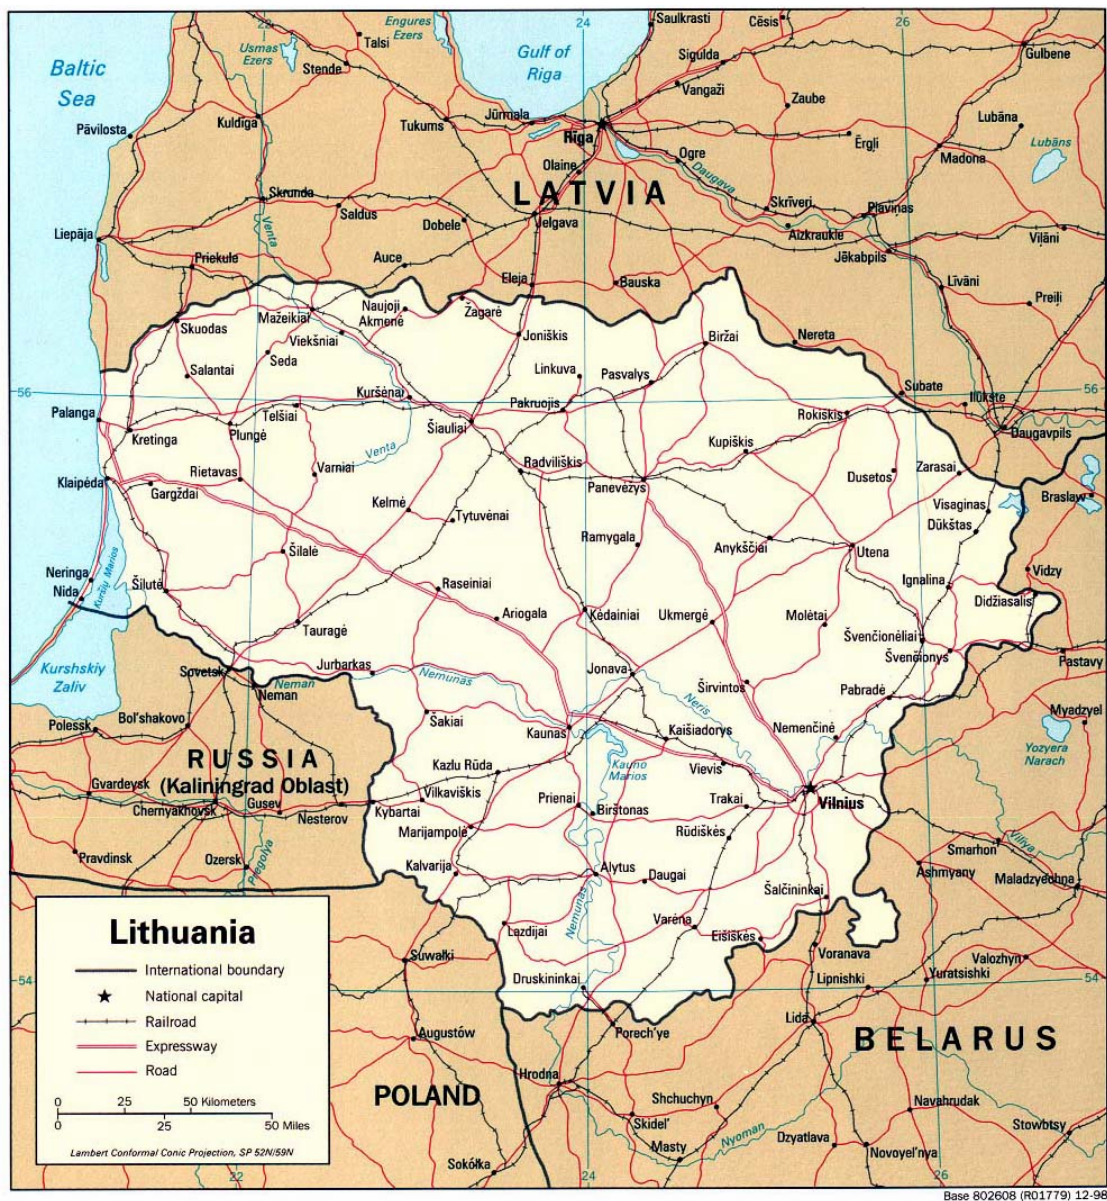 22
24
26
Baltic
Sea
Usmas
Ezers
Talsi
Engures
Ezers
Stende
Gulf of
Riga
Saulkrasti
Cēsis
Sigulda
Gulbene
Vangaži
Zaube
Lubāna
Lubāns
Pāvilosta
Kuldīga
Tukums
Jūrmala
Rīga
Ogre
Ērgļi
Madona
Olaine
Daugava
LATVIA
Skrunda
Saldus
Dobele
Jelgava
Skrīveri
Pļaviņas
Aizkraukle
Viļāni
Liepāja
Venta
Priekule
Auce
Eleja
Bauska
Jēkabpils
Līvāni
Preiļi
Skuodas
Mažeikiai
Naujoji
Akmenė
Žagarė
Viekšniai
Joniškis
Biržai
Nereta
Salantai
Seda
Linkuva
Pasvalys
56
Subate
56
Ilūkste
Palanga
Kretinga
Plungė
Telšiai
Kuršėnai
Šiauliai
Pakruojis
Rokiskis
Daugavpils
Venta
Kupiškis
Klaipėda
Gargždai
Rietavas
Varniai
Radviliškis
Panevėžys
Dusetos
Zarasai
Braslaw
Kelmė
Tytuvėnai
Visaginas
Dūkštas
Ramygala
Anykščiai
Utena
Šilalė
Neringa
Nida
Kuršių Marios
Šilutė
Raseiniai
Ariogala
Kėdainiai
Ukmergė
Molėtai
Ignalina
Vidzy
Didžiasalis
Tauragė
Švenčionėliai
Švenčionys
Pastavy
Kurshskiy
Zaliv
Sovetsk
Neman
Neman
Jurbarkas
Nemunas
Jonava
Neris
Širvintos
Pabradė
Polessk
Bol'shakovo
Šakiai
Kaunas
Kaišiadorys
Nemenčinė
Myadzyel
Yozyera
Narach
RUSSIA
(Kaliningrad Oblast)
Kauno
Marios
Kazlu Rūda
Vievis
Gvardeysk
Chernyakhovsk
Gusev
Nesterov
Kybartai
Vilkaviškis
Prienai
Birštonas
Trakai
Vilnius
Marijampolė
Rūdiškės
Viliya
Smarhon
Pravdinsk
Ozersk
Pregolya
Kalvarija
Alytus
Daugai
Šalčininkai
Ashmyany
Maladzyechna
Lithuania
International boundary
National capital
Railroad
Expressway
Road
0 25 50 Kilometers
0 25 50 Miles
Lambert Conformal Conic Projection, SP 52N/59N
Nemunas
Lazdijai
Varėna
Eišiškės
Suwałki
Voranava
Valozhyn
54
Druskininkai
Lipnishki
Yuratsishki
54
Augustów
Porech'ye
Lida
BELARUS
Hrodna
POLAND
Shchuchyn
Skidel'
Navahrudak
Nyoman
Dzyatlava
Novoyel'nya
Stowbtsy
Masty
Sokółka
22
24
26
Base 802608 (R01779) 12-96